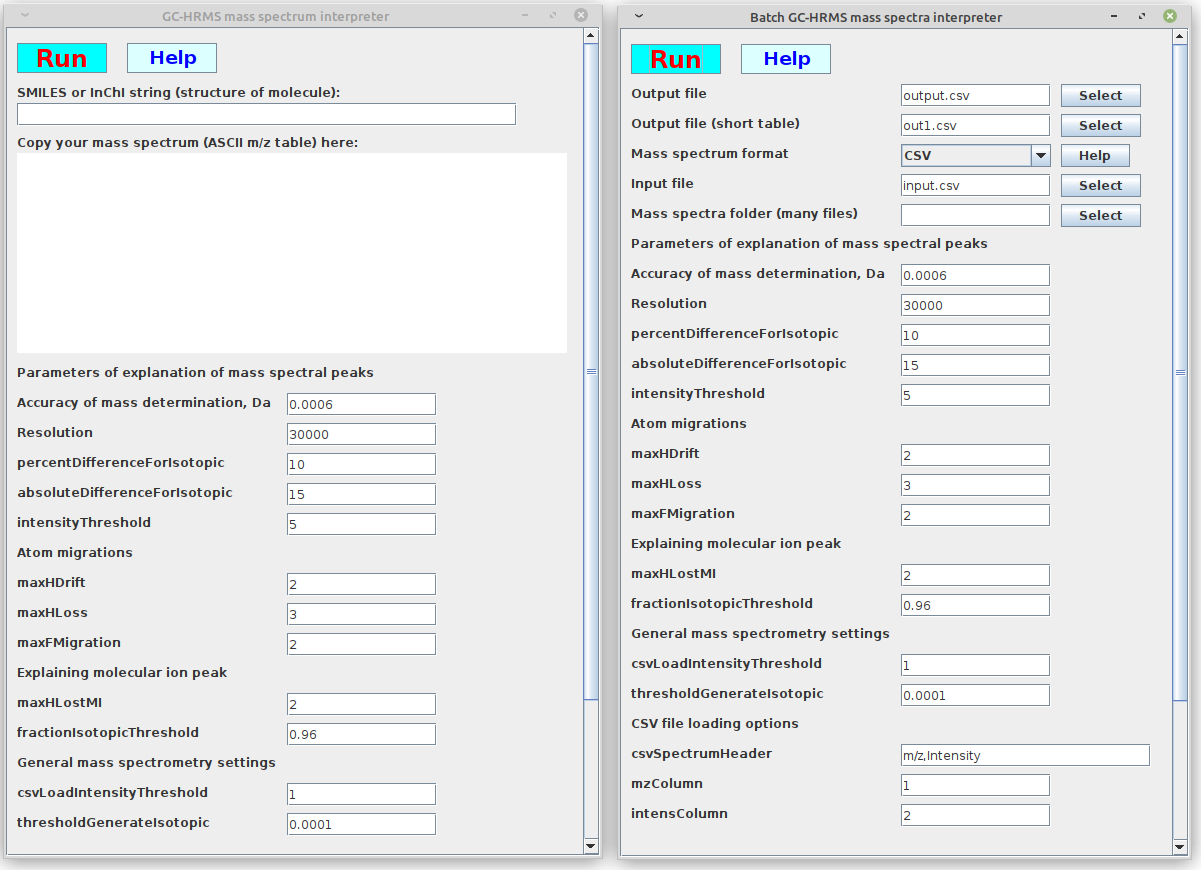 GC-HRMS mass spectrum interpreter
Run Help
SMILES or InChI string (structure of molecule):
Copy your mass spectrum (ASCII m/z table) here:
Parameters of explanation of mass spectral peaks
Accuracy of mass determination, Da 0.0006
Resolution 30000
percentDifferenceForIsotopic 10
absoluteDifferenceForIsotopic 15
intensityThreshold 5
Atom migrations
maxHDrift 2
maxHLoss 3
maxFMigration 2
Explaining molecular ion peak
maxHLostMI 2
fractionIsotopicThreshold 0.96
General mass spectrometry settings
csvLoadIntensityThreshold 1
thresholdGenerateIsotopic 0.0001
Batch GC-HRMS mass spectra interpreter
Run Help
Output file output.csv Select
Output file (short table) out1.csv Select
Mass spectrum format CSV Help
Input file input.csv Select
Mass spectra folder (many files) Select
Parameters of explanation of mass spectral peaks
Accuracy of mass determination, Da 0.0006
Resolution 30000
percentDifferenceForIsotopic 10
absoluteDifferenceForIsotopic 15
intensityThreshold 5
Atom migrations
maxHDrift 2
maxHLoss 3
maxFMigration 2
Explaining molecular ion peak
maxHLostMI 2
fractionIsotopicThreshold 0.96
General mass spectrometry settings
csvLoadIntensityThreshold 1
thresholdGenerateIsotopic 0.0001
CSV file loading options
csvSpectrumHeader m/z,Intensity
mzColumn 1
intensColumn 2